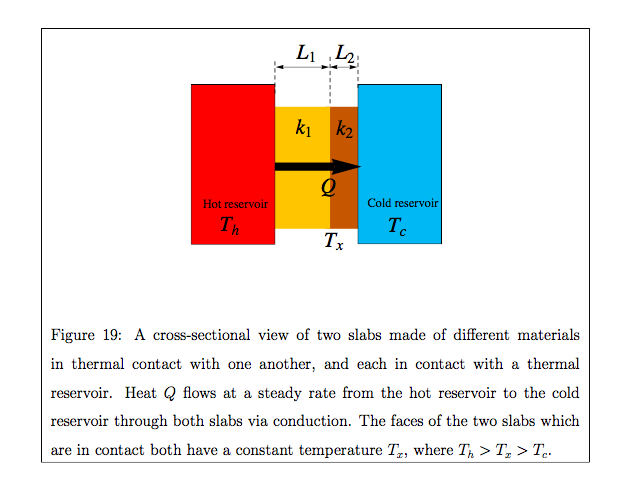 L₁ L₂
k₁ k₂
Q
Hot reservoir Cold reservoir
Tₕ T꜀
Tₓ
Figure 19: A cross-sectional view of two slabs made of different materials
in thermal contact with one another, and each in contact with a thermal
reservoir. Heat Q flows at a steady rate from the hot reservoir to the cold
reservoir through both slabs via conduction. The faces of the two slabs which
are in contact both have a constant temperature Tₓ, where Tₕ > Tₓ > T꜀.